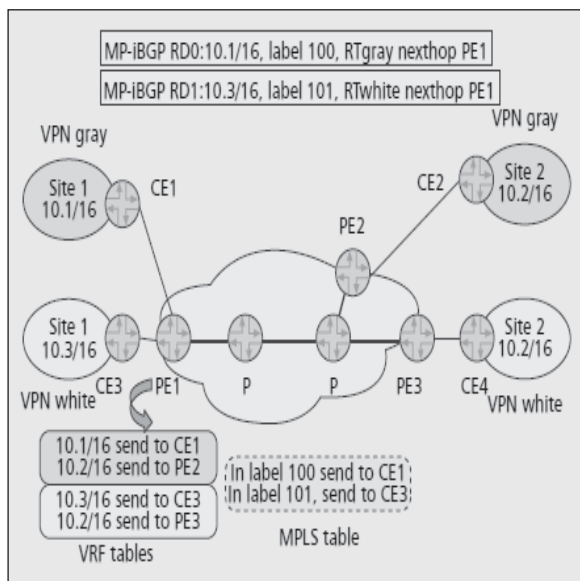 MP-iBGP RD0:10.1/16, label 100, RTgray nexthop PE1
MP-iBGP RD1:10.3/16, label 101, RTwhite nexthop PE1
VPN gray
VPN gray
Site 1
10.1/16
CE1
CE2
Site 2
10.2/16
PE2
Site 1
10.3/16
Site 2
10.2/16
CE3
PE1
P
P
PE3
CE4
VPN white
VPN white
10.1/16 send to CE1
10.2/16 send to PE2
10.3/16 send to CE3
10.2/16 send to PE3
In label 100 send to CE1
In label 101, send to CE3
VRF tables
MPLS table